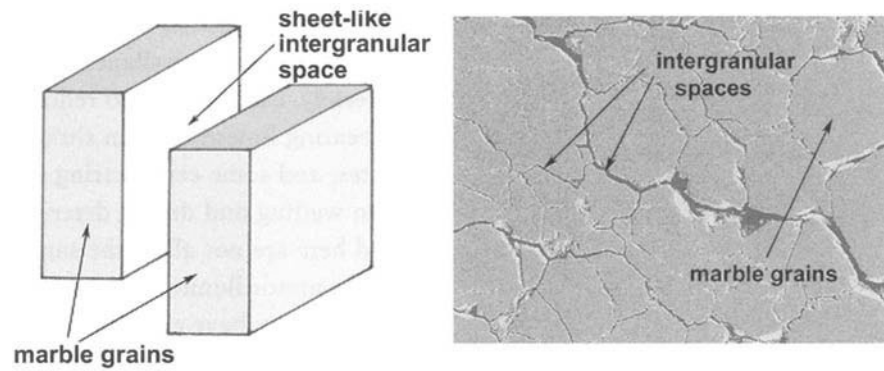 sheet-like
intergranular
space
marble grains
intergranular
spaces
marble grains